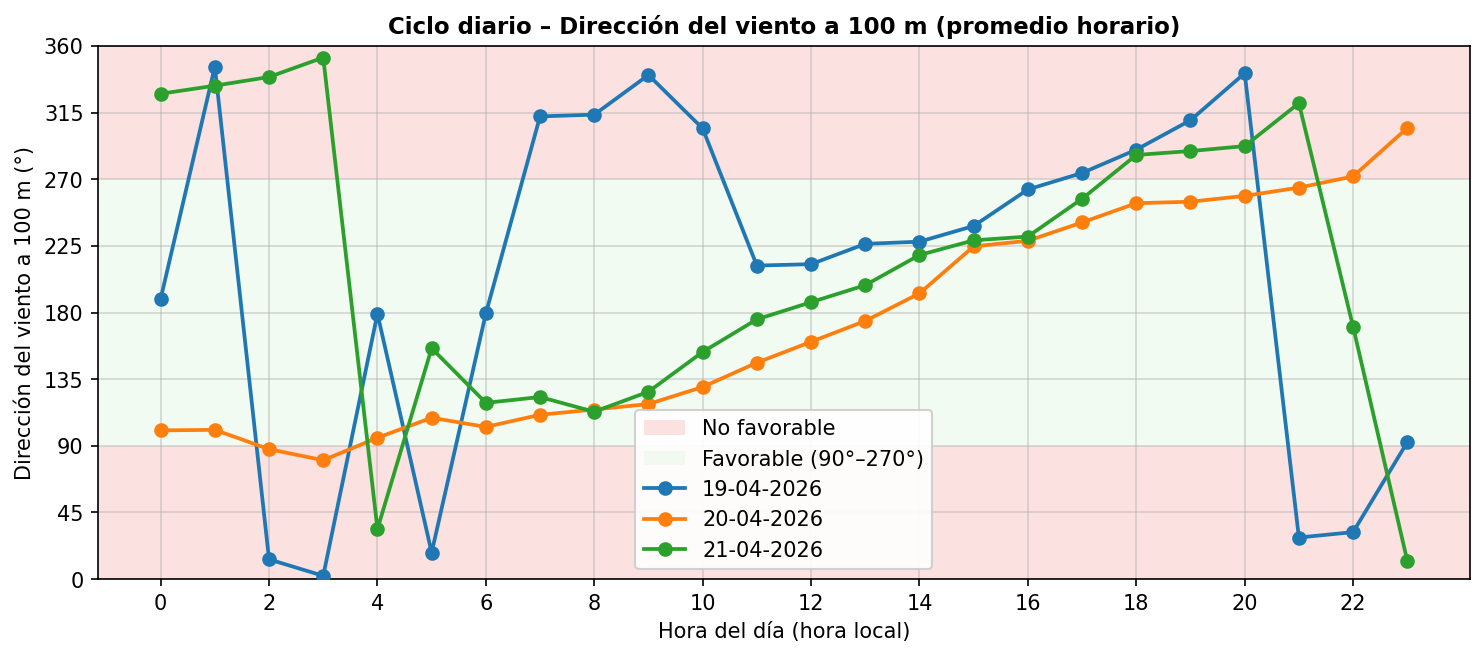 Ciclo diario – Dirección del viento a 100 m (promedio horario)
Dirección del viento a 100 m (°)
360
315
270
225
180
135
90
45
0
No favorable
Favorable (90°–270°)
19-04-2026
20-04-2026
21-04-2026
0 2 4 6 8 10 12 14 16 18 20 22
Hora del día (hora local)